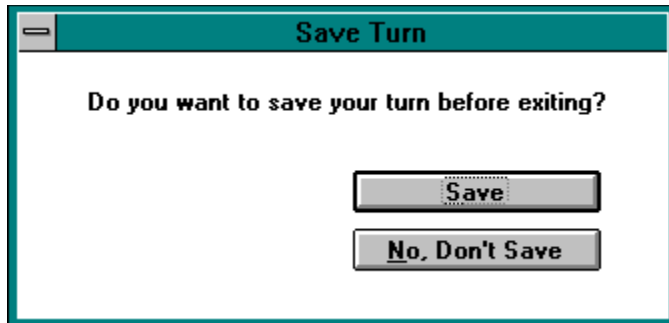 Save Turn
Do you want to save your turn before exiting?
Save
No, Don't Save